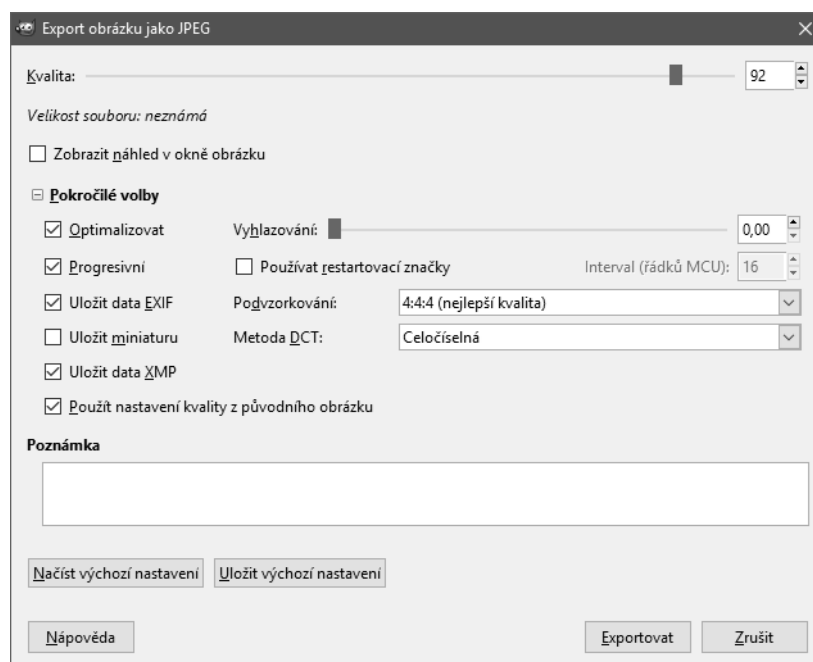 Export obrázku jako JPEG
Kvalita: 92
Velikost souboru: neznámá
Zobrazit náhled v okně obrázku
Pokročilé volby
Optimalizovat Vyhlazování: 0,00
Progresivní Používat restartovací značky Interval (řádků MCU): 16
Uložit data EXIF Podvzorkování: 4:4:4 (nejlepší kvalita)
Uložit miniaturu Metoda DCT: Celočíselná
Uložit data XMP
Použít nastavení kvality z původního obrázku
Poznámka
Načíst výchozí nastavení Uložit výchozí nastavení
Nápověda Exportovat Zrušit